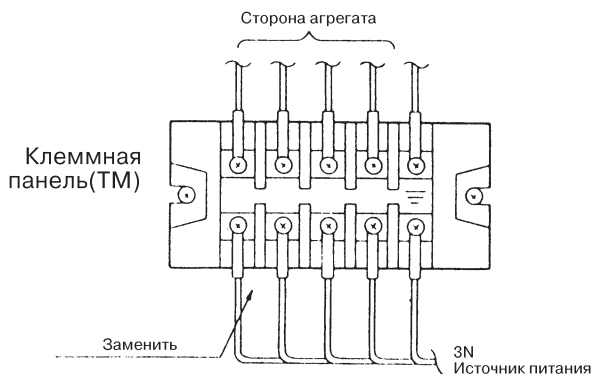 Сторона агрегата
Клеммная
панель(ТМ)
Заменить
3N
Источник питания